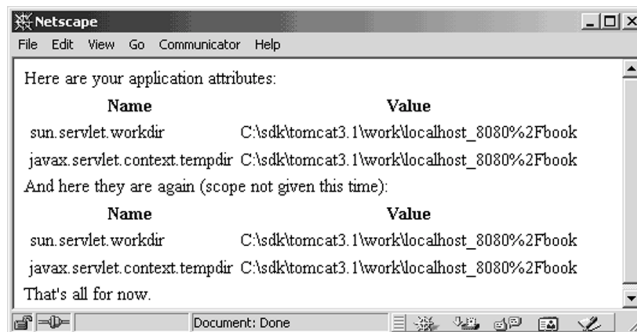 Netscape
File Edit View Go Communicator Help
Here are your application attributes:
Name Value
sun.servlet.workdir C:\sdk\tomcat3.1\work\localhost_8080%2Fbook
javax.servlet.context.tempdir C:\sdk\tomcat3.1\work\localhost_8080%2Fbook
And here they are again (scope not given this time):
Name Value
sun.servlet.workdir C:\sdk\tomcat3.1\work\localhost_8080%2Fbook
javax.servlet.context.tempdir C:\sdk\tomcat3.1\work\localhost_8080%2Fbook
That's all for now.
Document: Done